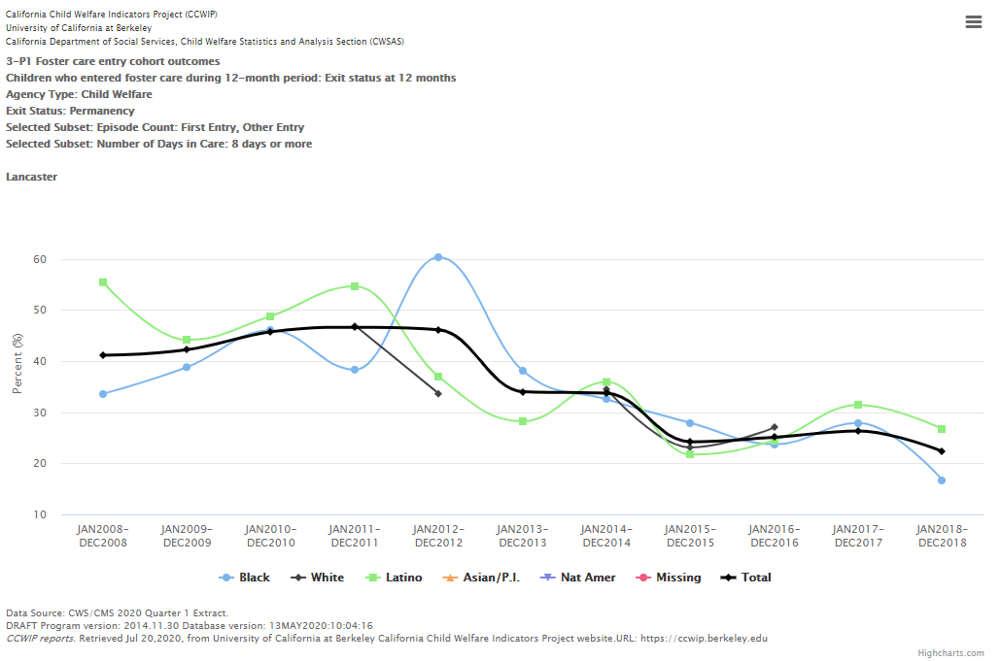 California Child Welfare Indicators Project (CCWIP)
University of California at Berkeley
California Department of Social Services, Child Welfare Statistics and Analysis Section (CWSAS)
3-P1 Foster care entry cohort outcomes
Children who entered foster care during 12-month period: Exit status at 12 months
Agency Type: Child Welfare
Exit Status: Permanency
Selected Subset: Episode Count: First Entry, Other Entry
Selected Subset: Number of Days in Care: 8 days or more
Lancaster
Percent (%)
60
50
40
30
20
10
JAN2008-
DEC2008
JAN2009-
DEC2009
JAN2010-
DEC2010
JAN2011-
DEC2011
JAN2012-
DEC2012
JAN2013-
DEC2013
JAN2014-
DEC2014
JAN2015-
DEC2015
JAN2016-
DEC2016
JAN2017-
DEC2017
JAN2018-
DEC2018
Black White Latino Asian/P.I. Nat Amer Missing Total
Data Source: CWS/CMS 2020 Quarter 1 Extract.
DRAFT Program version: 2014.11.30 Database version: 13MAY2020:10:04:16
CCWIP reports. Retrieved Jul 20,2020, from University of California at Berkeley California Child Welfare Indicators Project website.URL: https://ccwip.berkeley.edu
Highcharts.com